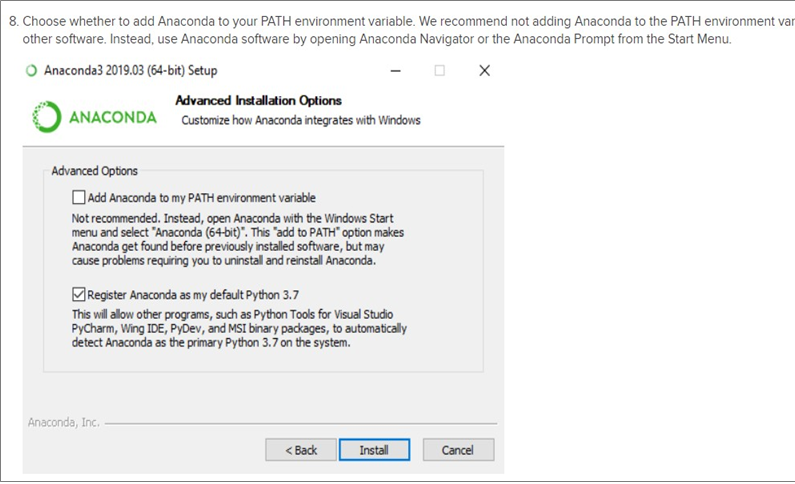 8. Choose whether to add Anaconda to your PATH environment variable. We recommend not adding Anaconda to the PATH environment
other software. Instead, use Anaconda software by opening Anaconda Navigator or the Anaconda Prompt from the Start Menu.
Anaconda3 2019.03 (64-bit) Setup
ANACONDA
Advanced Installation Options
Customize how Anaconda integrates with Windows
Advanced Options
Add Anaconda to my PATH environment variable
Not recommended. Instead, open Anaconda with the Windows Start
menu and select "Anaconda (64-bit)". This "add to PATH" option makes
Anaconda get found before previously installed software, but may
cause problems requiring you to uninstall and reinstall Anaconda.
Register Anaconda as my default Python 3.7
This will allow other programs, such as Python Tools for Visual Studio
PyCharm, Wing IDE, PyDev, and MSI binary packages, to automatically
detect Anaconda as the primary Python 3.7 on the system.
Anaconda, Inc.
< Back
Install
Cancel